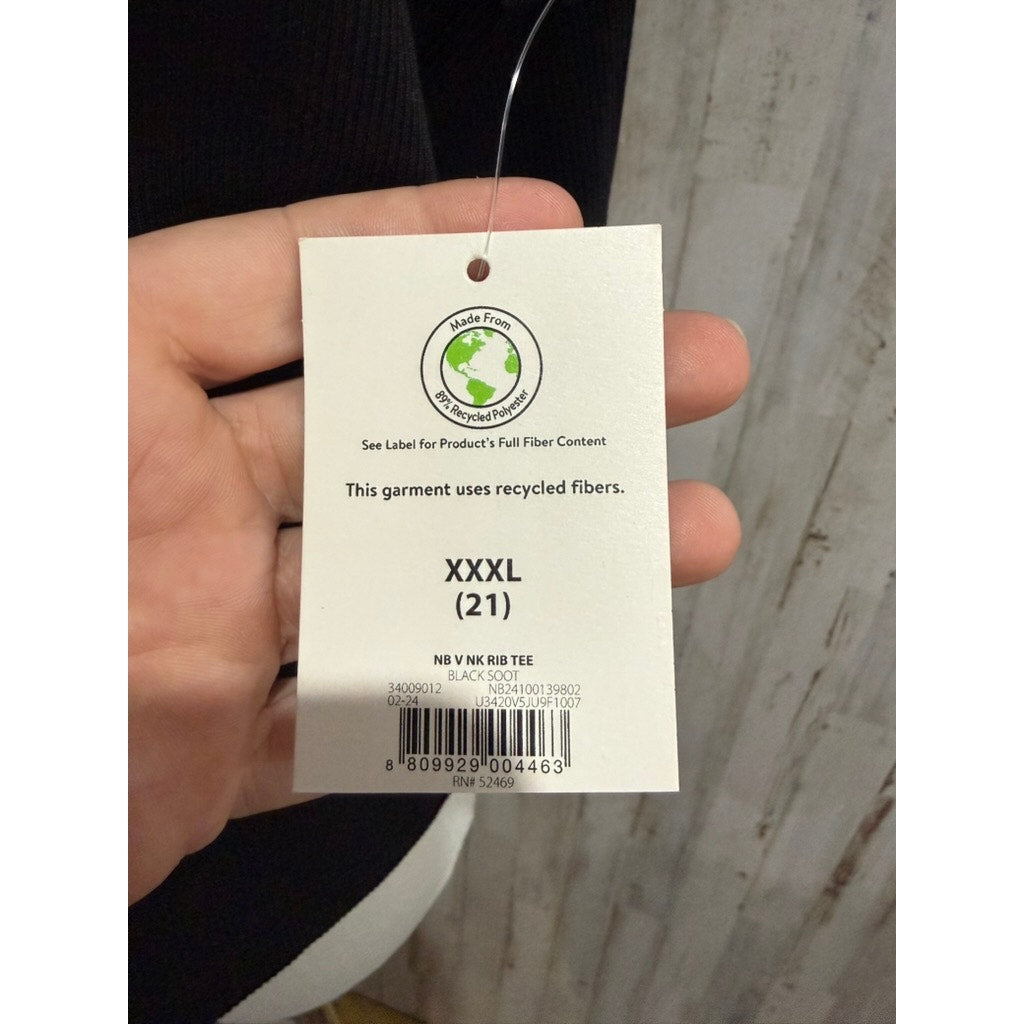 Made From
89% Recycled Polyester
See Label for Product's Full Fiber Content
This garment uses recycled fibers.
XXXL
(21)
NB V NK RIB TEE
BLACK SOOT
34009012 NB24100139802
02-24 U3420V5JU9F1007
8 809929 004463
RN# 52469